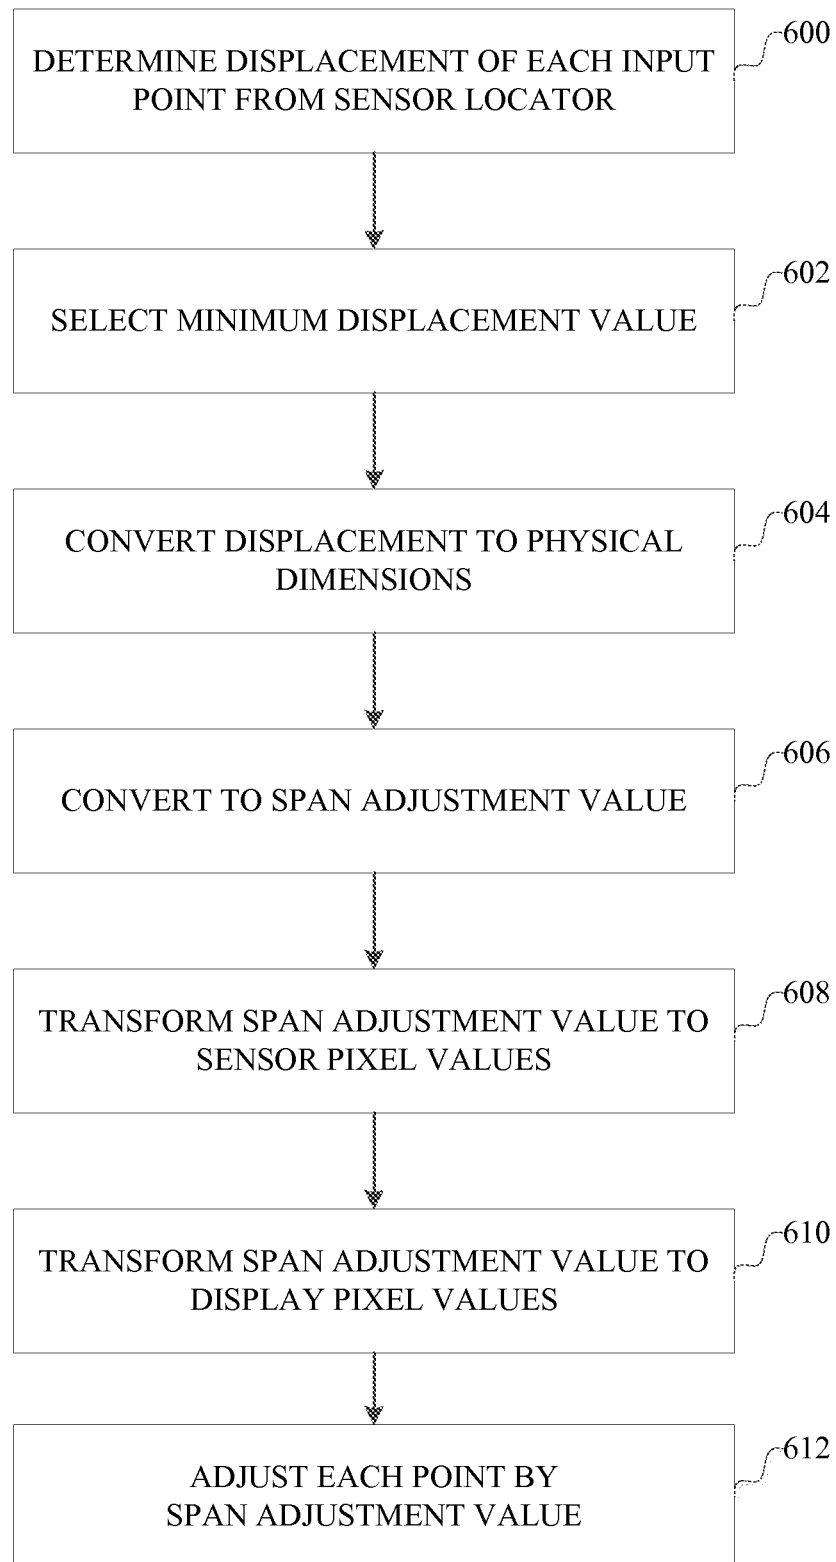 DETERMINE DISPLACEMENT OF EACH INPUT
POINT FROM SENSOR LOCATOR
600
SELECT MINIMUM DISPLACEMENT VALUE
602
CONVERT DISPLACEMENT TO PHYSICAL
DIMENSIONS
604
CONVERT TO SPAN ADJUSTMENT VALUE
606
TRANSFORM SPAN ADJUSTMENT VALUE TO
SENSOR PIXEL VALUES
608
TRANSFORM SPAN ADJUSTMENT VALUE TO
DISPLAY PIXEL VALUES
610
ADJUST EACH POINT BY
SPAN ADJUSTMENT VALUE
612